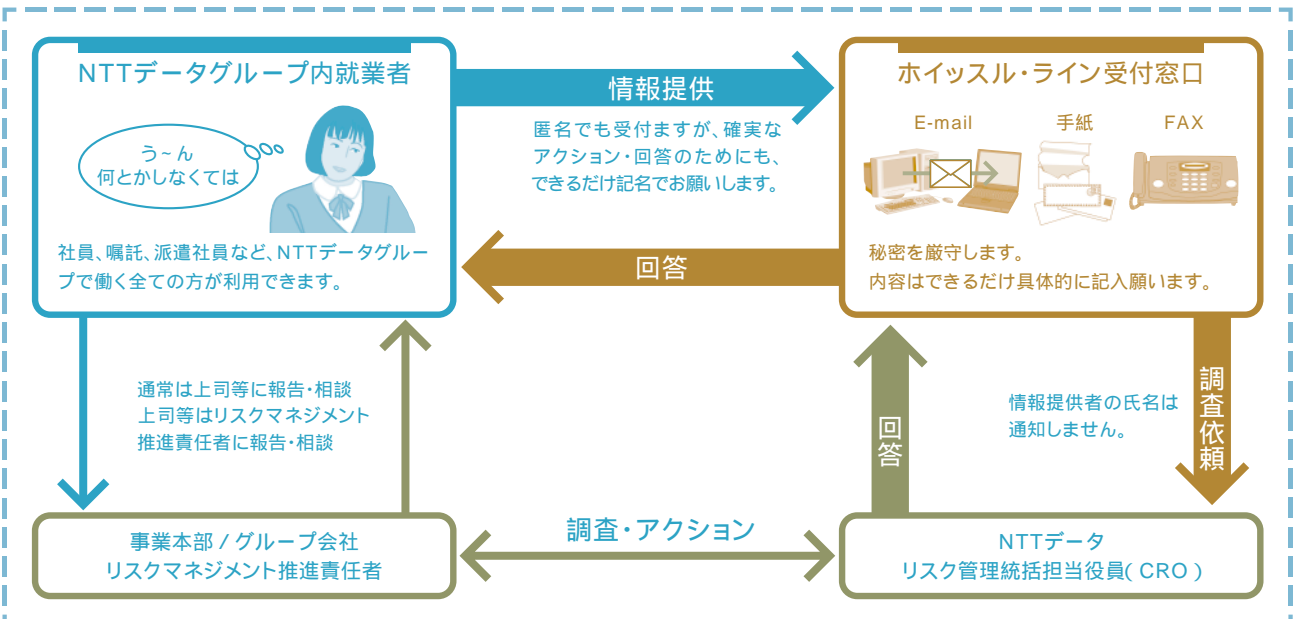 NTTデータグループ内就業者
う~ん
何とかしなくては
社員、嘱託、派遣社員など、NTTデータグルー
プで働く全ての方が利用できます。
情報提供
匿名でも受付ますが、確実な
アクション・回答のためにも、
できるだけ記名でお願いします。
回答
ホイッスル・ライン受付窓口
E-mail
手紙
FAX
秘密を厳守します。
内容はできるだけ具体的に記入願います。
通常は上司等に報告・相談
上司等はリスクマネジメント
推進責任者に報告・相談
回答
情報提供者の氏名は
通知しません。
調査依頼
事業本部 / グループ会社
リスクマネジメント推進責任者
調査・アクション
NTTデータ
リスク管理統括担当役員( CRO )